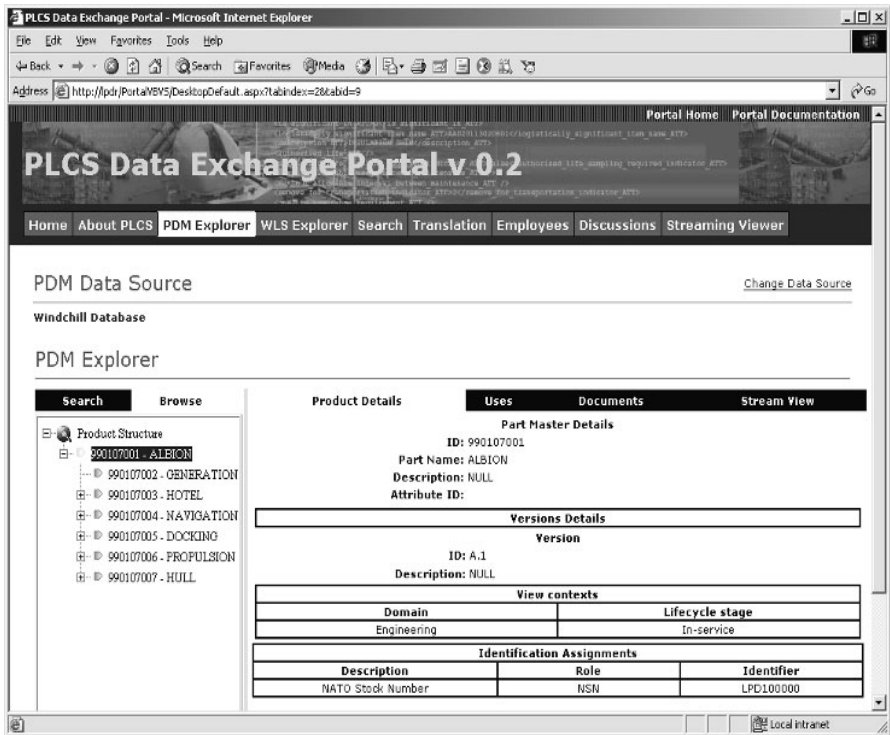 PLCS Data Exchange Portal - Microsoft Internet Explorer
File Edit View Favorites Tools Help
Back Search Favorites Media
Address http://lpdr/PortalVBVS/DesktopDefault.aspx?tabindex=2&tabid=9 Go
Portal Home Portal Documentation
PLCS Data Exchange Portal v 0.2
Home About PLCS PDM Explorer WLS Explorer Search Translation Employees Discussions Streaming Viewer
PDM Data Source Change Data Source
Windchill Database
PDM Explorer
Search Browse Product Details Uses Documents Stream View
Product Structure
990107001 - ALBION
990107002 - GENERATION
990107003 - HOTEL
990107004 - NAVIGATION
990107005 - DOCKING
990107006 - PROPULSION
990107007 - HULL
Part Master Details
ID: 990107001
Part Name: ALBION
Description: NULL
Attribute ID:
Versions Details
Version
ID: A.1
Description: NULL
View contexts
Domain Lifecycle stage
Engineering In-service
Identification Assignments
Description Role Identifier
NATO Stock Number NSN LPD100000
Local intranet